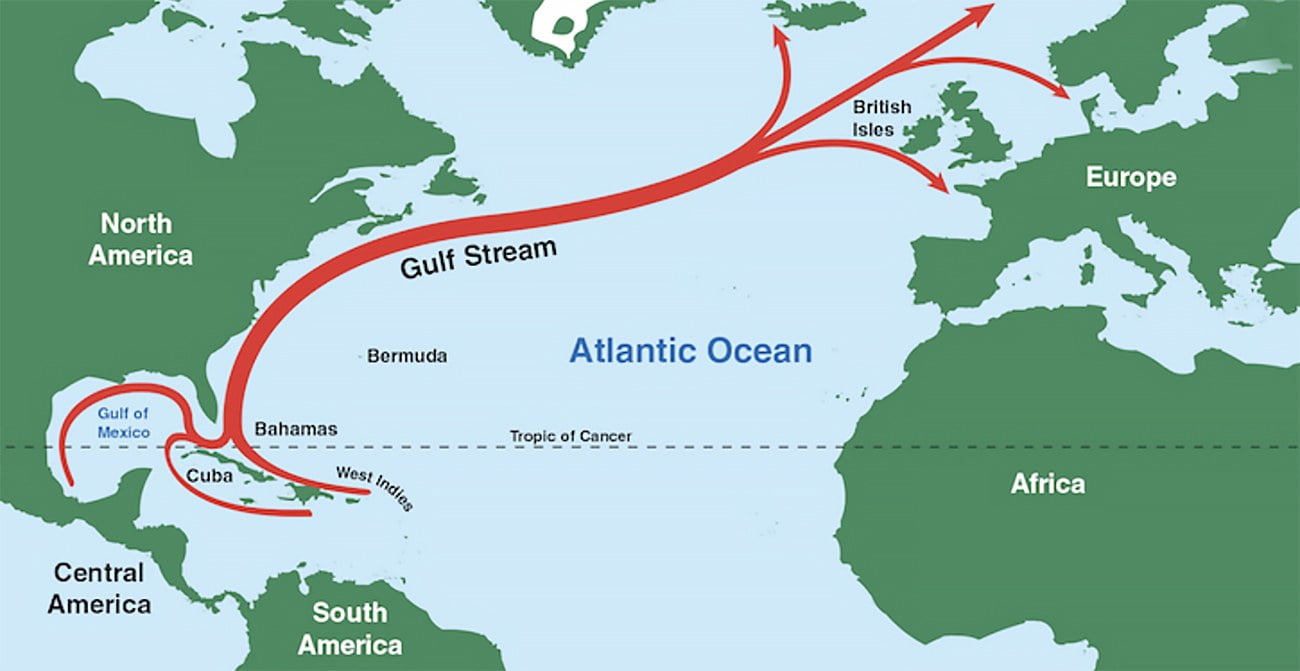 British
Isles
Europe
North
America
Gulf Stream
Atlantic Ocean
Bermuda
Gulf of
Mexico
Bahamas
Tropic of Cancer
Cuba
West Indies
Africa
Central
America
South
America